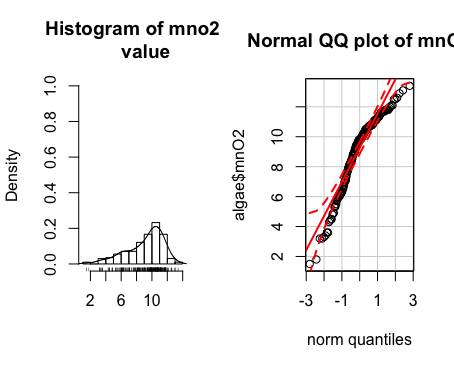 Histogram of mno2
value
Density
0.0 0.2 0.4 0.6 0.8 1.0
2 6 10
Normal QQ plot of mnO
algae$mnO2
2 4 6 10
-3 -1 1 3
norm quantiles